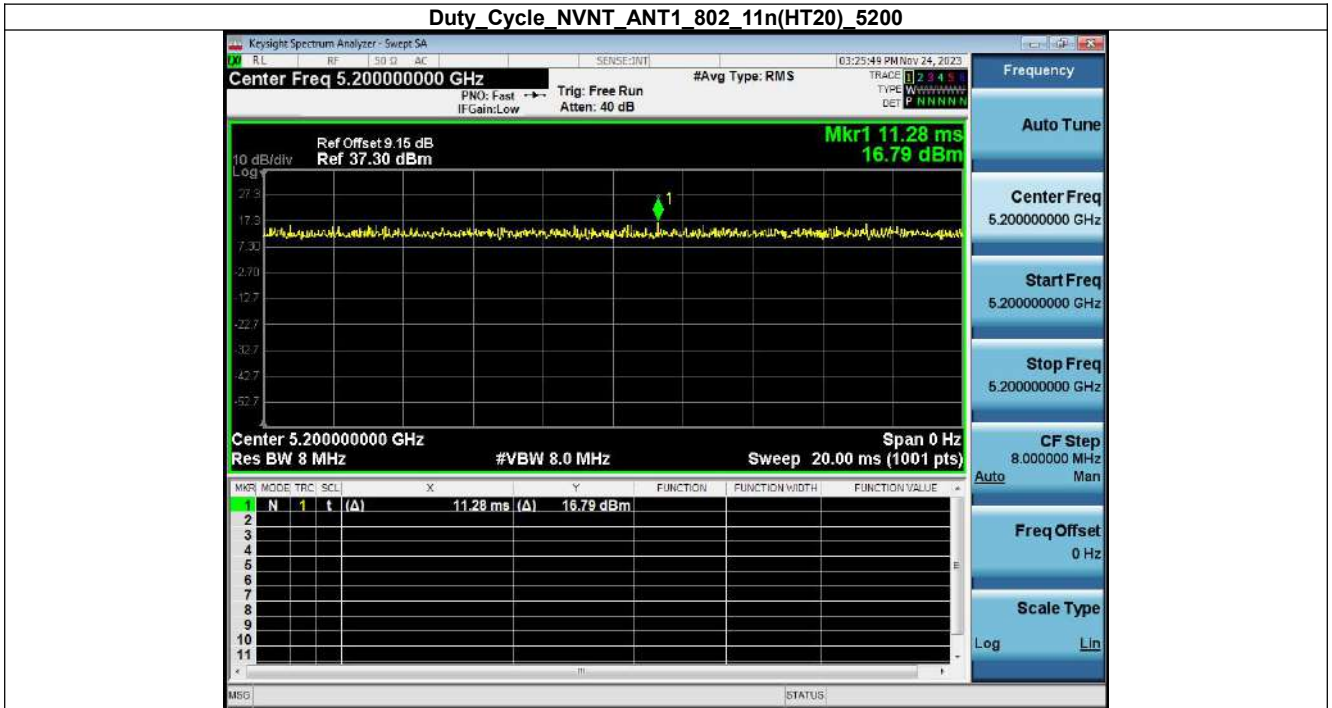 Duty_Cycle_NVNT_ANT1_802_11n(HT20)_5200
Keysight Spectrum Analyzer - Swept SA
RL RF 50 Ω AC SENSE:INT 03:25:49 PM Nov 24, 2023
Center Freq 5.200000000 GHz #Avg Type: RMS TRACE 1 2 3 4 5 6
PNO: Fast Trig: Free Run TYPE W
IFGain:Low Atten: 40 dB DET P N N N N N
Frequency
Auto Tune
Ref Offset 9.15 dB Mkr1 11.28 ms
10 dB/div Ref 37.30 dBm 16.79 dBm
Log
27.3
1
17.3
7.30
-2.70
-12.7
-22.7
-32.7
-42.7
-52.7
Center 5.200000000 GHz Span 0 Hz
Res BW 8 MHz #VBW 8.0 MHz Sweep 20.00 ms (1001 pts)
Center Freq
5.200000000 GHz
Start Freq
5.200000000 GHz
Stop Freq
5.200000000 GHz
CF Step
8.000000 MHz
Auto Man
Freq Offset
0 Hz
Scale Type
Log Lin
MKR MODE TRC SCL X Y FUNCTION FUNCTION WIDTH FUNCTION VALUE
1 N 1 t (Δ) 11.28 ms (Δ) 16.79 dBm
2
3
4
5
6
7
8
9
10
11
MSG STATUS